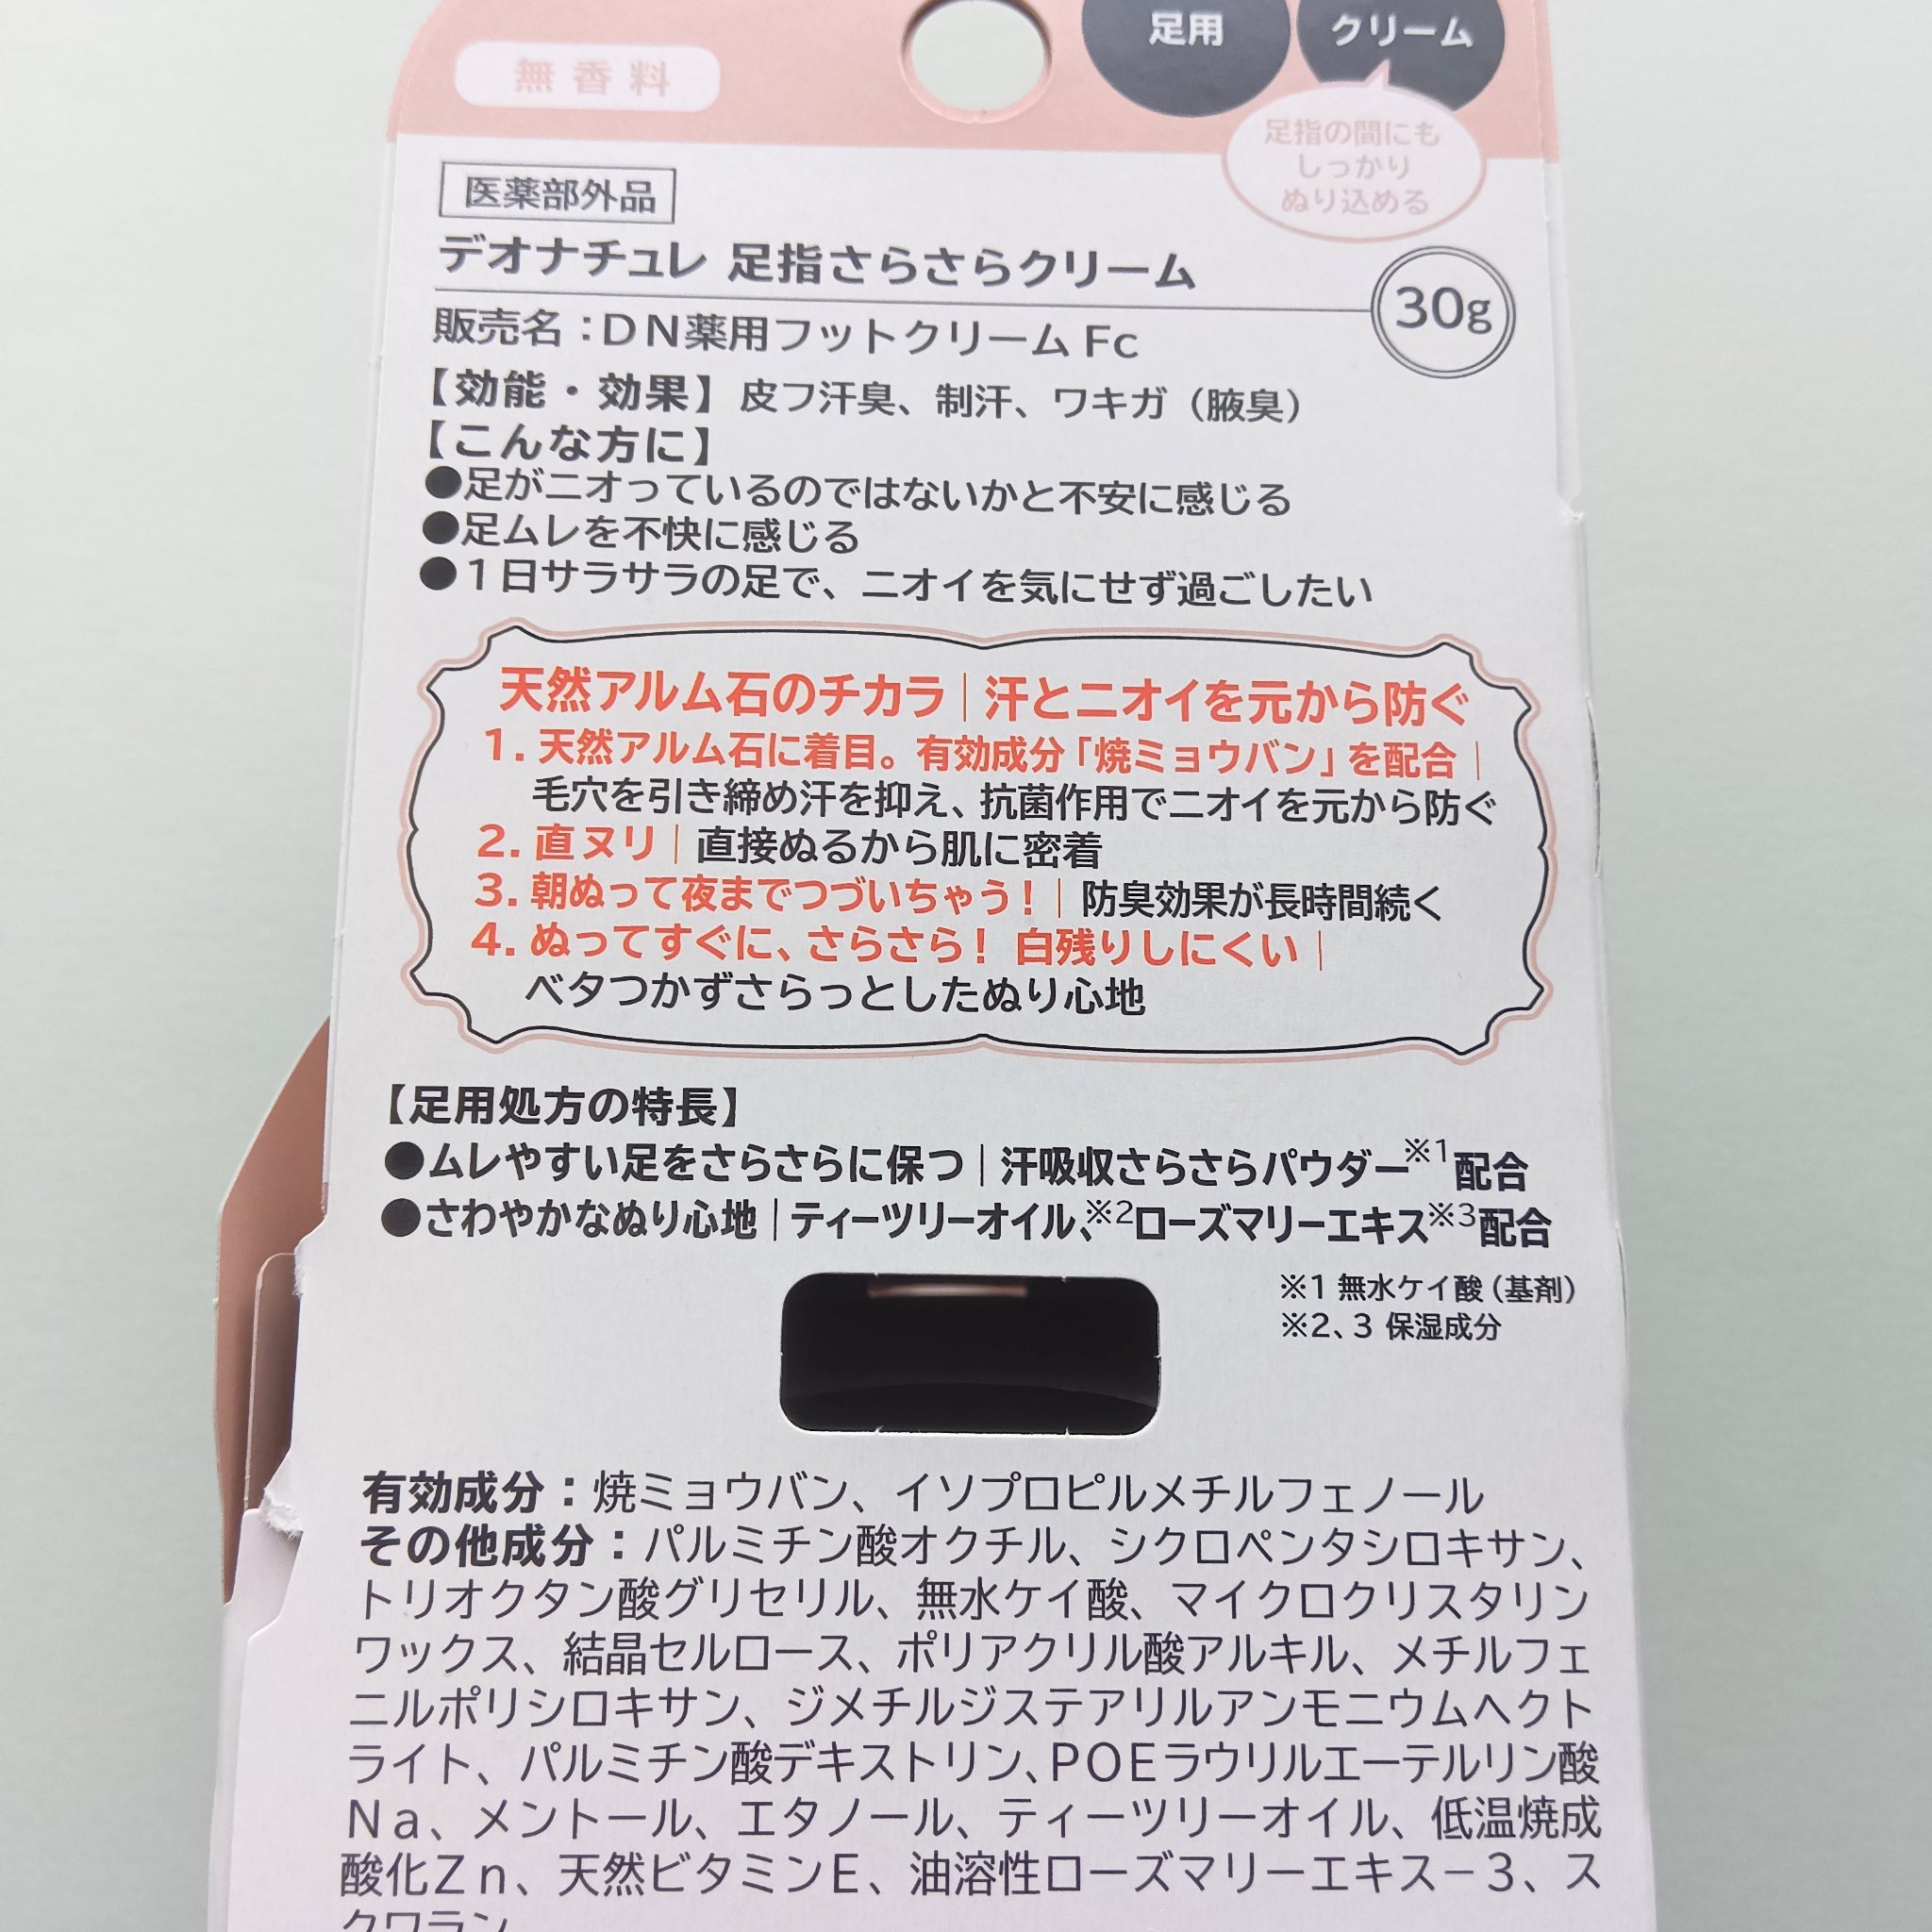 無香料
足用
クリーム
足指の間にも
しっかり
ぬり込める
医薬部外品
デオナチュレ 足指さらさらクリーム
30g
販売名：DN薬用フットクリーム Fc
【効能・効果】皮フ汗臭、制汗、ワキガ（腋臭）
【こんな方に】
●足がニオっているのではないかと不安に感じる
●足ムレを不快に感じる
●1日サラサラの足で、ニオイを気にせず過ごしたい
天然アルム石のチカラ｜汗とニオイを元から防ぐ
1. 天然アルム石に着目。有効成分「焼ミョウバン」を配合｜
毛穴を引き締め汗を抑え、抗菌作用でニオイを元から防ぐ
2. 直ヌリ｜直接ぬるから肌に密着
3. 朝ぬって夜までつづいちゃう！｜防臭効果が長時間続く
4. ぬってすぐに、さらさら！ 白残りしにくい｜
ベタつかずさらっとしたぬり心地
【足用処方の特長】
●ムレやすい足をさらさらに保つ｜汗吸収さらさらパウダー※1配合
●さわやかなぬり心地｜ティーツリーオイル、※2ローズマリーエキス※3配合
※1 無水ケイ酸（基剤）
※2、3 保湿成分
有効成分：焼ミョウバン、イソプロピルメチルフェノール
その他成分：パルミチン酸オクチル、シクロペンタシロキサン、
トリオクタン酸グリセリル、無水ケイ酸、マイクロクリスタリン
ワックス、結晶セルロース、ポリアクリル酸アルキル、メチルフェ
ニルポリシロキサン、ジメチルジステアリルアンモニウムヘクト
ライト、パルミチン酸デキストリン、POEラウリルエーテルリン酸
Na、メントール、エタノール、ティーツリーオイル、低温焼成
酸化Zn、天然ビタミンE、油溶性ローズマリーエキス－3、ス
クワラン